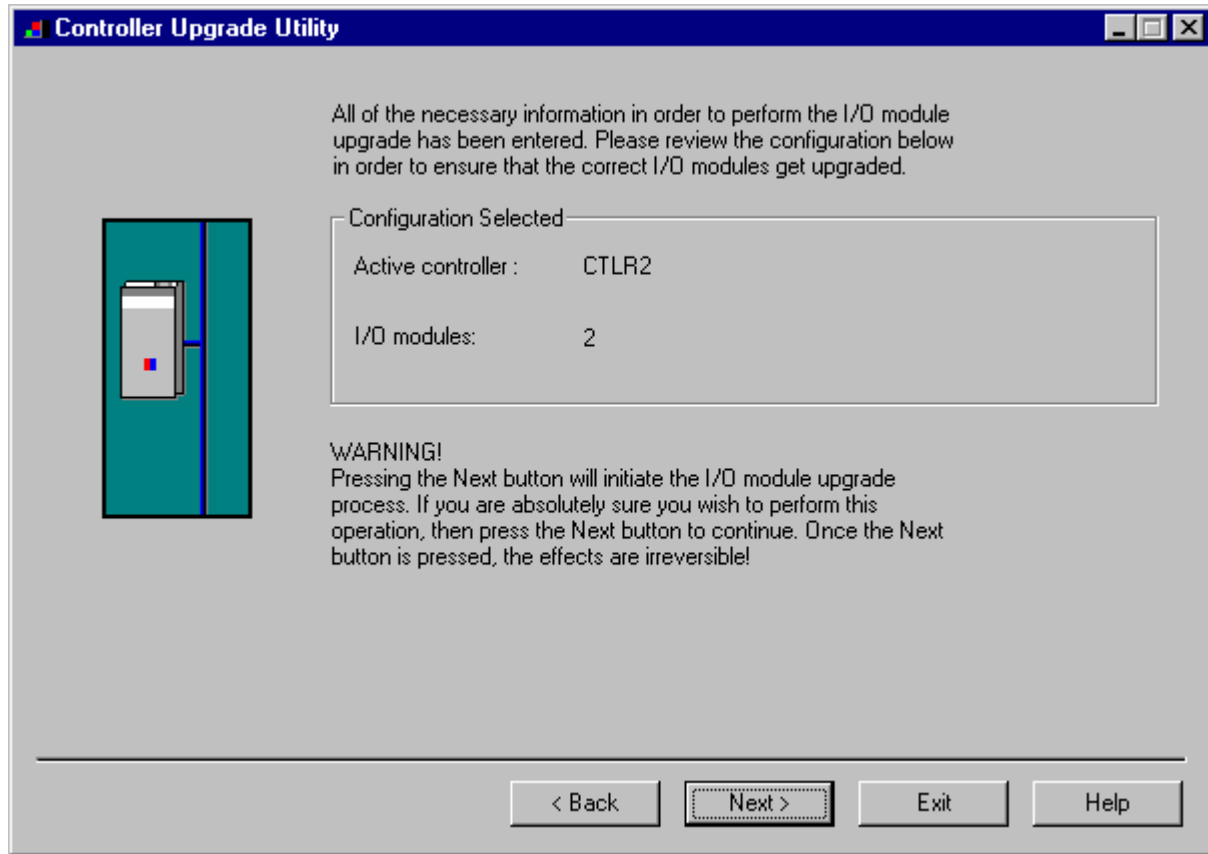 Controller Upgrade Utility
All of the necessary information in order to perform the I/O module
upgrade has been entered. Please review the configuration below
in order to ensure that the correct I/O modules get upgraded.
Configuration Selected
Active controller : CTLR2
I/O modules: 2
WARNING!
Pressing the Next button will initiate the I/O module upgrade
process. If you are absolutely sure you wish to perform this
operation, then press the Next button to continue. Once the Next
button is pressed, the effects are irreversible!
< Back Next > Exit Help